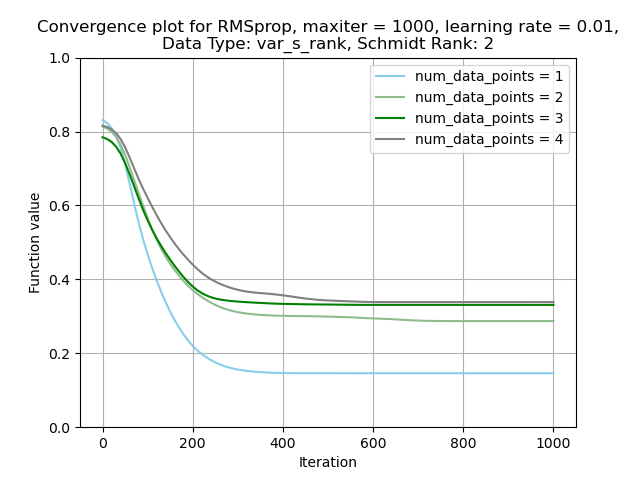 Convergence plot for RMSprop, maxiter = 1000, learning rate = 0.01,
Data Type: var_s_rank, Schmidt Rank: 2
num_data_points = 1
num_data_points = 2
num_data_points = 3
num_data_points = 4
Function value
1.0
0.8
0.6
0.4
0.2
0.0
0 200 400 600 800 1000
Iteration